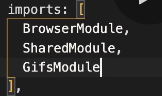 imports: [
BrowserModule,
SharedModule,
GifsModule
],